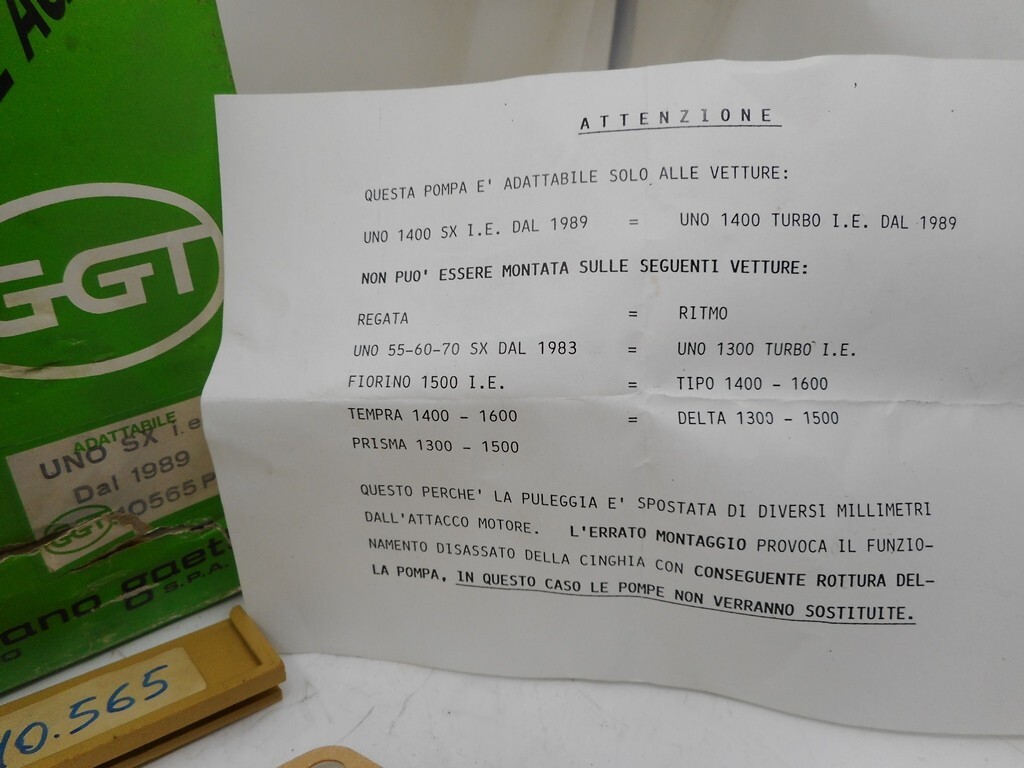 ATTENZIONE
QUESTA POMPA E' ADATTABILE SOLO ALLE VETTURE:
UNO 1400 SX I.E. DAL 1989 = UNO 1400 TURBO I.E. DAL 1989
NON PUO' ESSERE MONTATA SULLE SEGUENTI VETTURE:
REGATA = RITMO
UNO 55-60-70 SX DAL 1983 = UNO 1300 TURBO I.E.
FIORINO 1500 I.E. = TIPO 1400 - 1600
TEMPRA 1400 - 1600 = DELTA 1300 - 1500
PRISMA 1300 - 1500
QUESTO PERCHE' LA PULEGGIA E' SPOSTATA DI DIVERSI MILLIMETRI
DALL'ATTACCO MOTORE. L'ERRATO MONTAGGIO PROVOCA IL FUNZIO-
NAMENTO DISASSATO DELLA CINGHIA CON CONSEGUENTE ROTTURA DEL-
LA POMPA, IN QUESTO CASO LE POMPE NON VERRANNO SOSTITUITE.
GGT
ADATTABILE
UNO SX i.e
Dal 1989
10565 P
GGT
S.P.A.
10.565